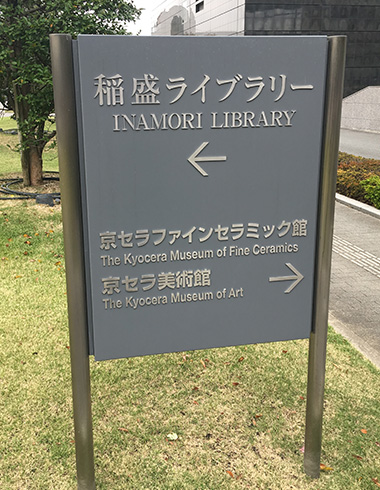 稲盛ライブラリー
INAMORI LIBRARY
←
京セラファインセラミック館
The Kyocera Museum of Fine Ceramics
京セラ美術館
The Kyocera Museum of Art
→